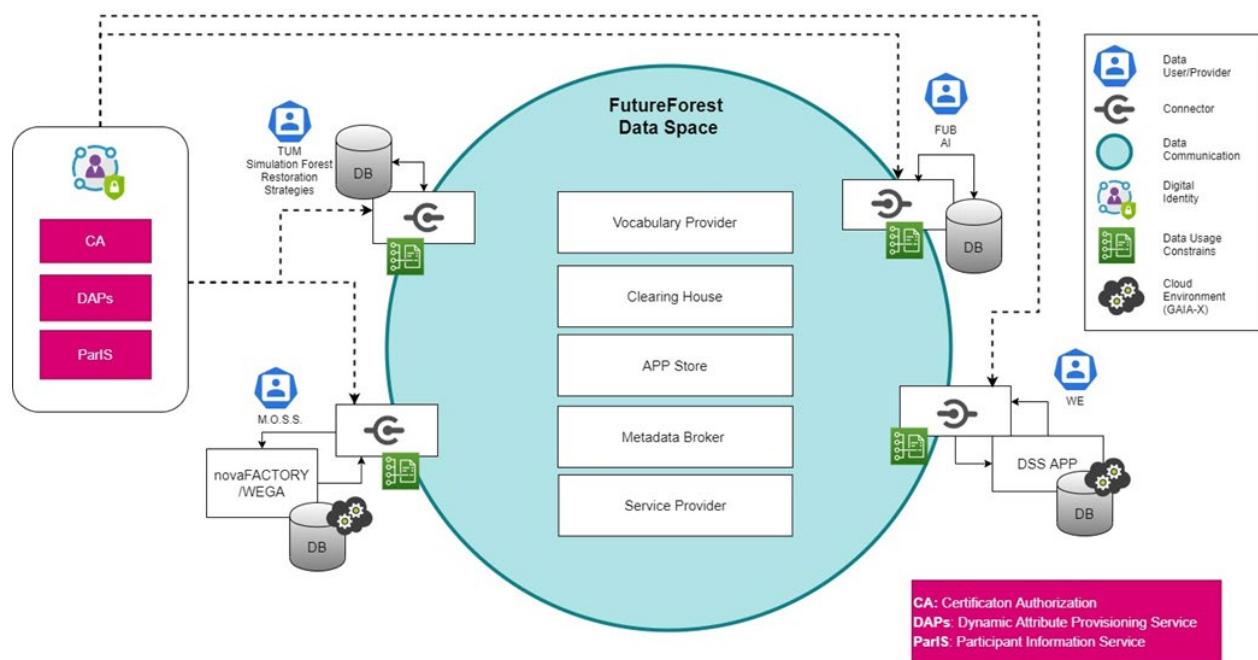 FutureForest
Data Space
TUM
Simulation Forest
Restoration
Strategies
DB
FUB
AI
DB
Data
User/Provider
Connector
Data
Communication
Digital
Identity
Data Usage
Constrains
Cloud
Environment
(GAIA-X)
CA
DAPs
ParIS
Vocabulary Provider
Clearing House
APP Store
Metadata Broker
Service Provider
M.O.S.S.
novaFACTORY
/WEGA
DB
WE
DSS APP
DB
CA: Certificaton Authorization
DAPs: Dynamic Attribute Provisioning Service
ParIS: Participant Information Service